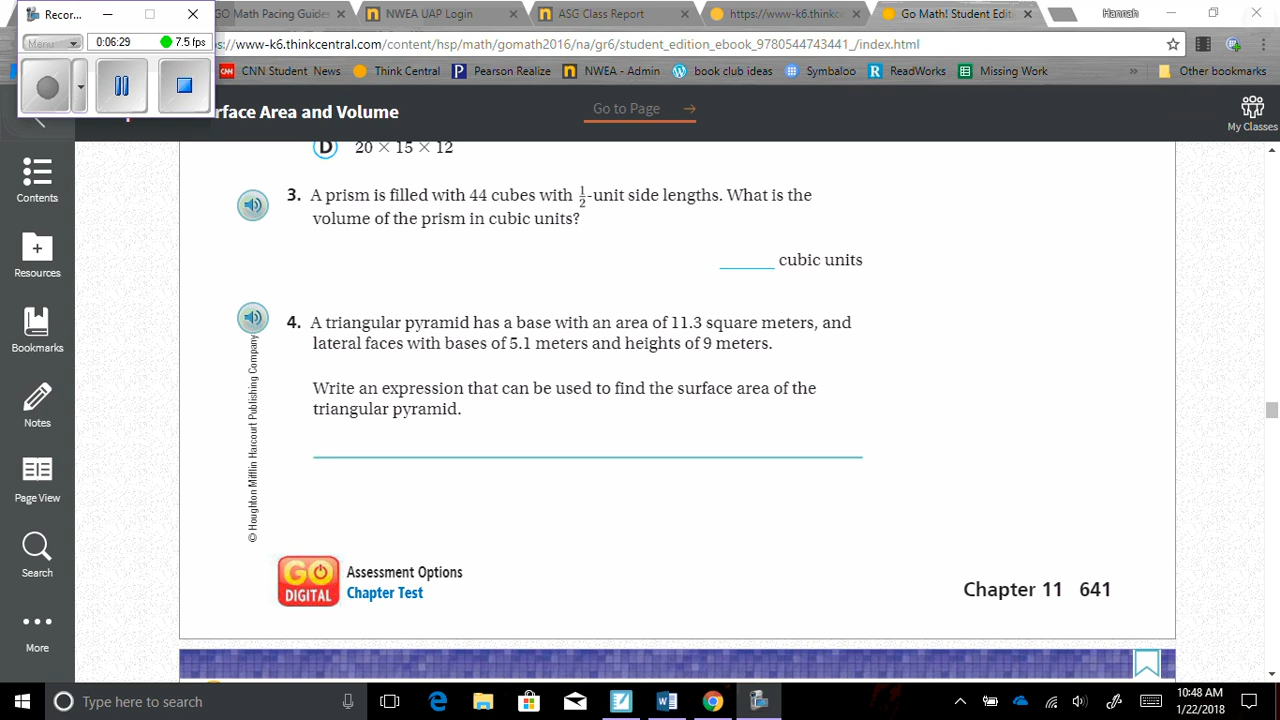 Recor...
GO Math Pacing Guide
NWEA UAP Login
ASG Class Report
https://www-k6.thinkc
Go Math! Student Edi
Hannah
Menu
0:06:29
7.5 fps
s://www-k6.thinkcentral.com/content/hsp/math/gomath2016/na/gr6/student_edition_ebook_9780544743441_/index.html
CNN Student News
Think Central
Pearson Realize
NWEA - Admin
book club ideas
Symbaloo
ReadWorks
Missing Work
»
Other bookmarks
rface Area and Volume
Go to Page →
My Classes
Contents
Resources
Bookmarks
Notes
Page View
Search
More
D 20 × 15 × 12
3. A prism is filled with 44 cubes with 1/2-unit side lengths. What is the
volume of the prism in cubic units?
______ cubic units
4. A triangular pyramid has a base with an area of 11.3 square meters, and
lateral faces with bases of 5.1 meters and heights of 9 meters.
Write an expression that can be used to find the surface area of the
triangular pyramid.
© Houghton Mifflin Harcourt Publishing Company
GO
DIGITAL
Assessment Options
Chapter Test
Chapter 11 641
Type here to search
10:48 AM
1/22/2018